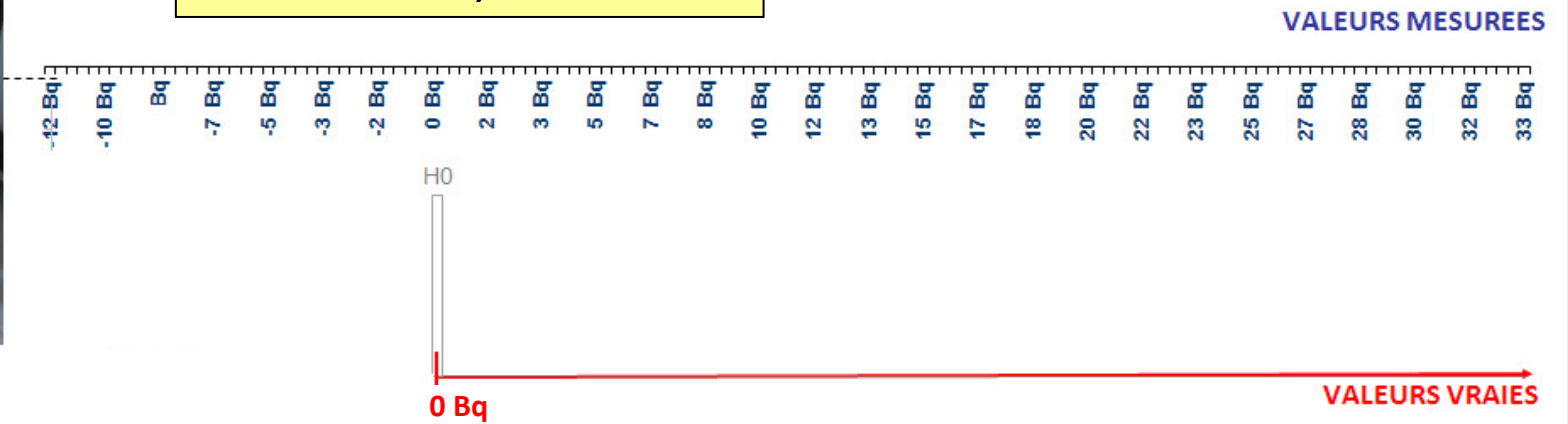 VALEURS MESUREES
-12 Bq
-10 Bq
Bq
-7 Bq
-5 Bq
-3 Bq
-2 Bq
0 Bq
2 Bq
3 Bq
5 Bq
7 Bq
8 Bq
10 Bq
12 Bq
13 Bq
15 Bq
17 Bq
18 Bq
20 Bq
22 Bq
23 Bq
25 Bq
27 Bq
28 Bq
30 Bq
32 Bq
33 Bq
H0
0 Bq
VALEURS VRAIES